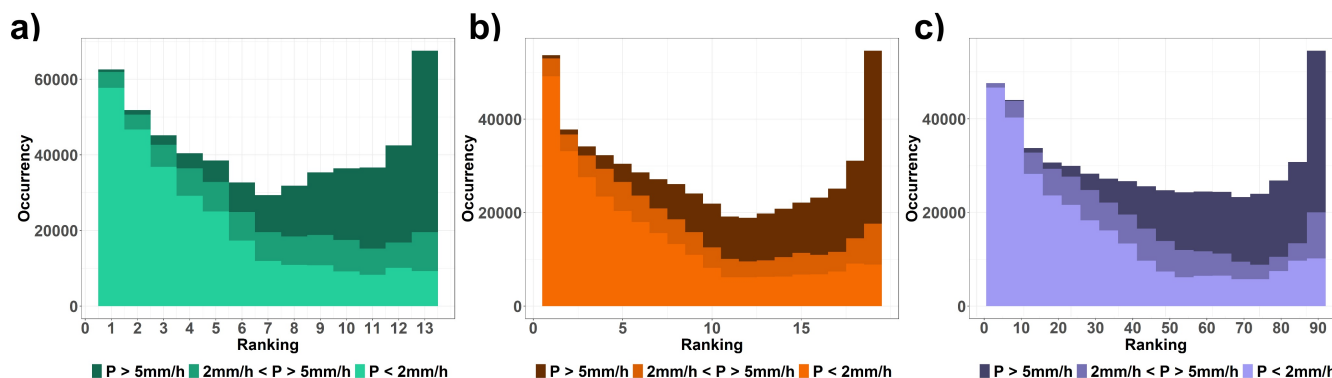 a)
Occurrency
60000
40000
20000
0
0 1 2 3 4 5 6 7 8 9 10 11 12 13
Ranking
P > 5mm/h 2mm/h < P > 5mm/h P < 2mm/h
b)
Occurrency
40000
20000
0
0 5 10 15
Ranking
P > 5mm/h 2mm/h < P > 5mm/h P < 2mm/h
c)
Occurrency
40000
20000
0
0 10 20 30 40 50 60 70 80 90
Ranking
P > 5mm/h 2mm/h < P > 5mm/h P < 2mm/h